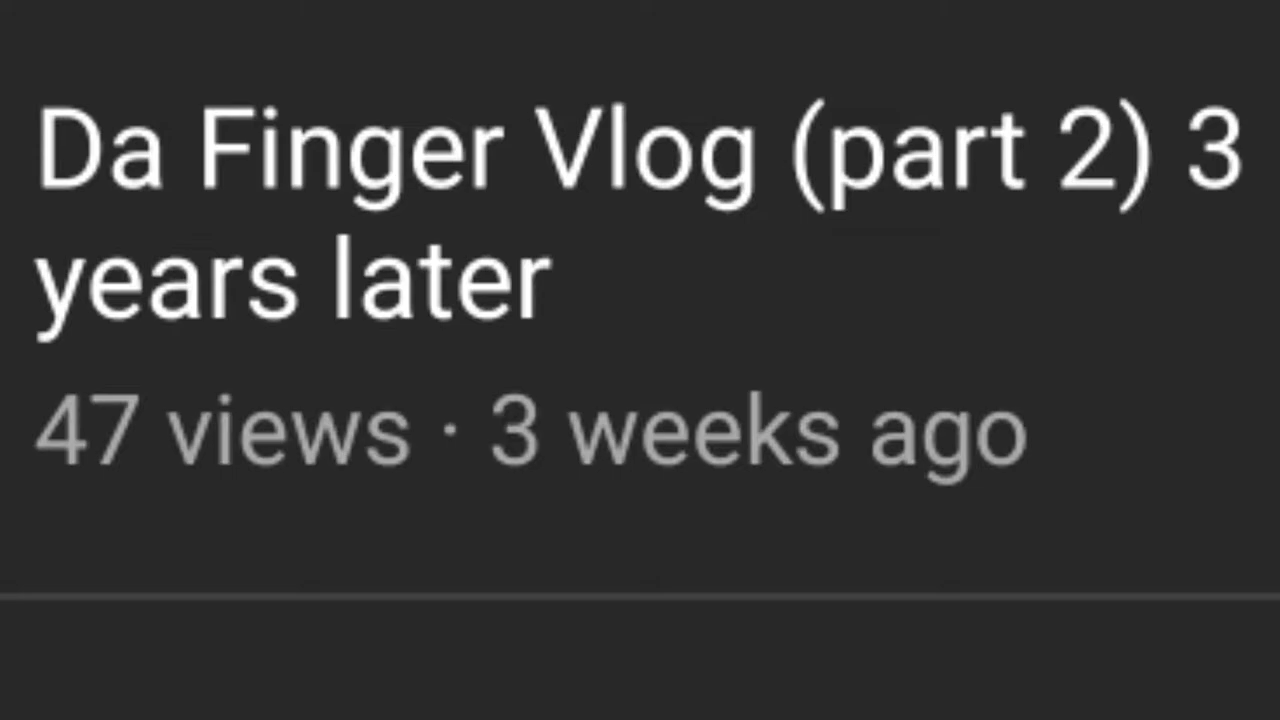 Da Finger Vlog (part 2) 3
years later
47 views · 3 weeks ago